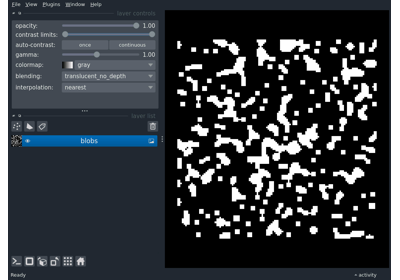 File View Plugins Window Help
layer controls
opacity: 1.00
contrast limits:
auto-contrast: once continuous
gamma: 1.00
colormap: gray
blending: translucent_no_depth
interpolation: nearest
layer list
blobs
Ready
activity